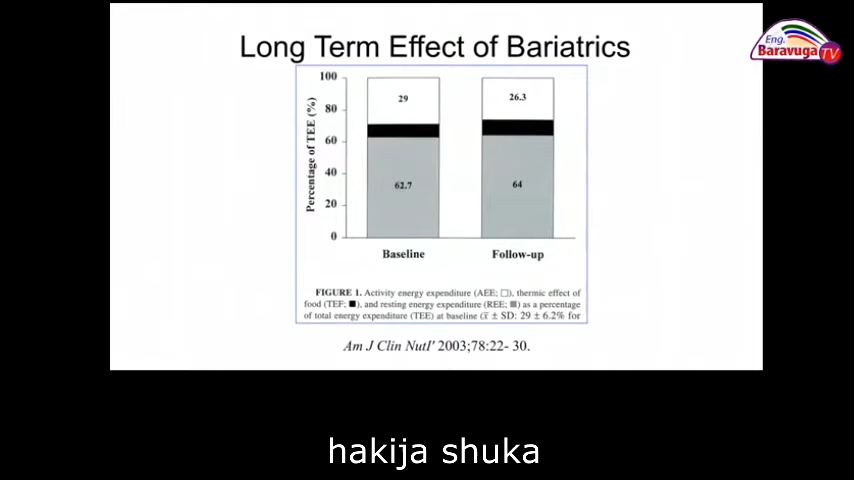 Long Term Effect of Bariatrics
Eng.
Baravuga TV
100
80
60
40
20
0
Percentage of TEE (%)
29
62.7
26.3
64
Baseline
Follow-up
FIGURE 1. Activity energy expenditure (AEE; □), thermic effect of
food (TEF; ■), and resting energy expenditure (REE; ■) as a percentage
of total energy expenditure (TEE) at baseline (x̄ ± SD: 29 ± 6.2% for
Am J Clin Nutl' 2003;78:22- 30.
hakija shuka